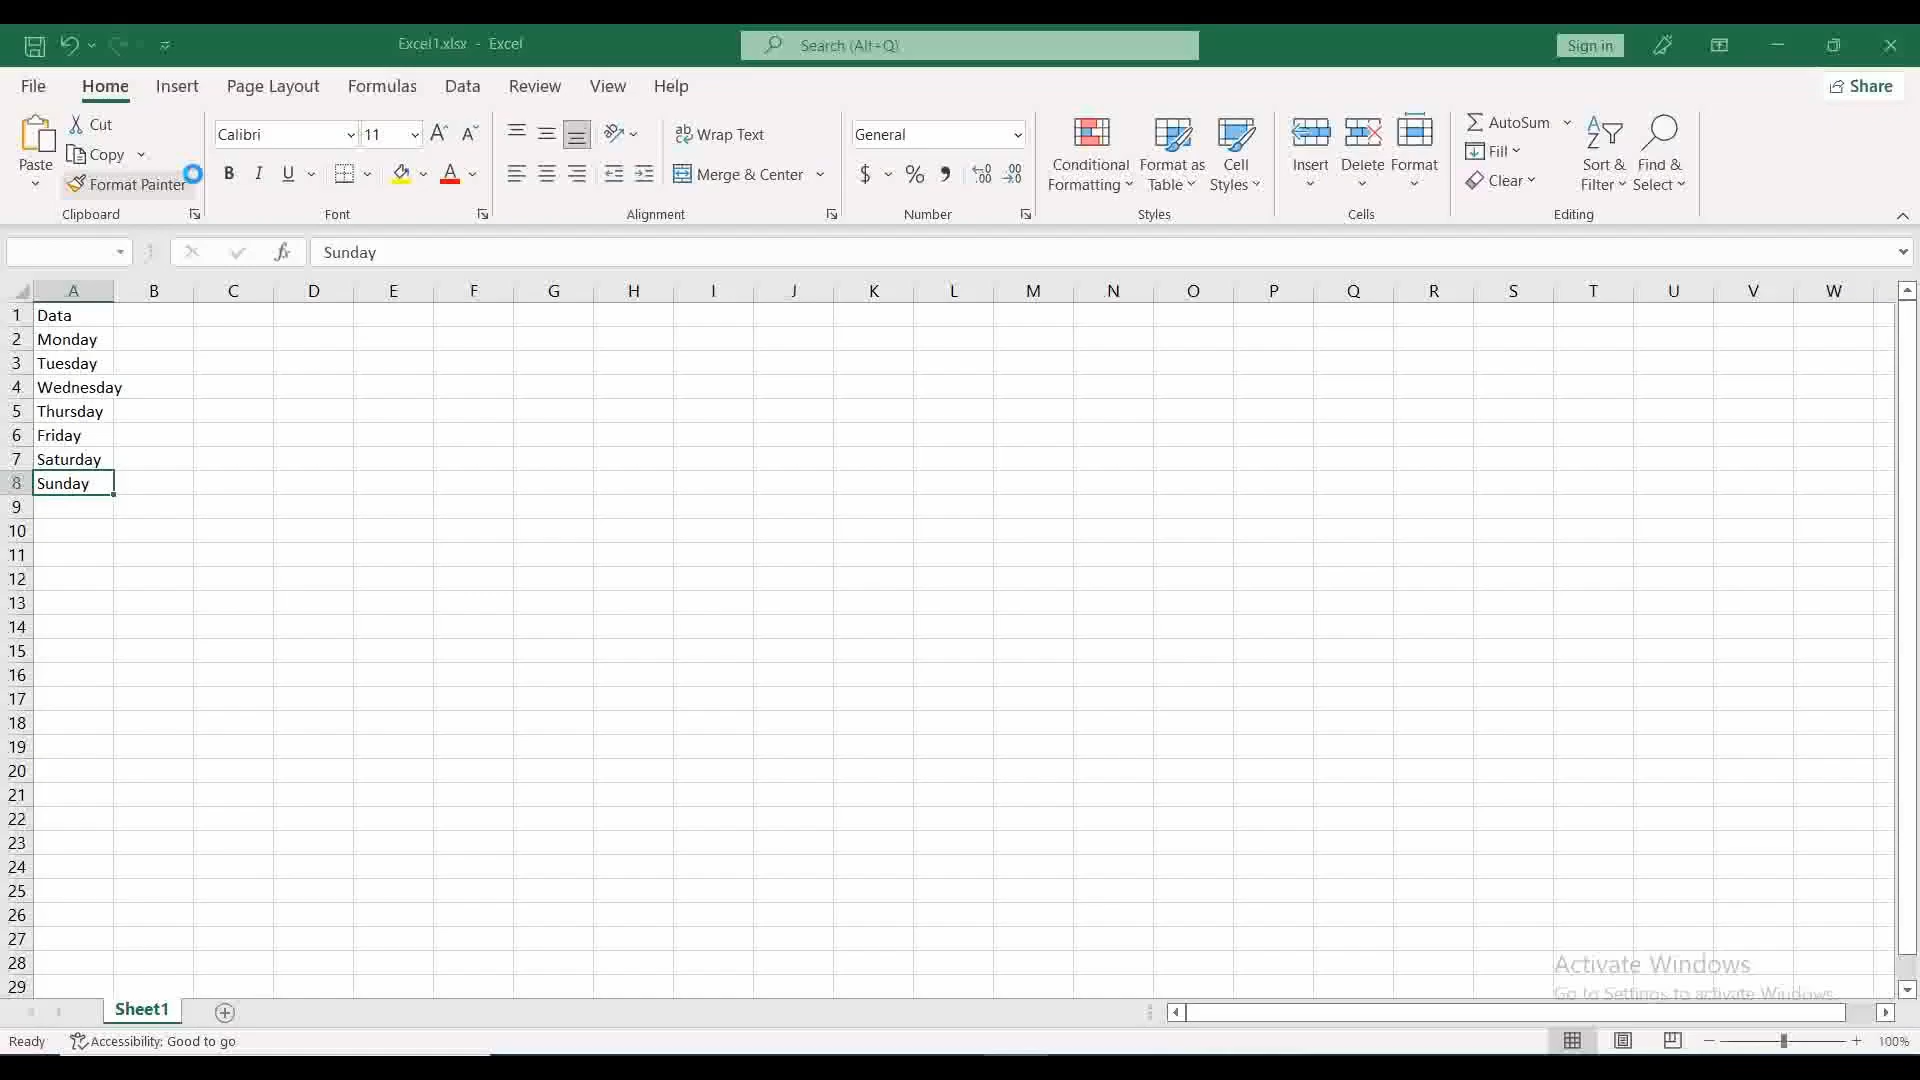 Excel1.xlsx - Excel
Search (Alt+Q)
Sign in
File Home Insert Page Layout Formulas Data Review View Help
Share
Paste
Cut
Copy
Format Painter
Clipboard
Calibri 11
B I U
Font
Wrap Text
Merge & Center
Alignment
General
$ % 9 
Number
Conditional Formatting
Format as Table
Cell Styles
Styles
Insert
Delete
Format
Cells
AutoSum
Fill
Clear
Sort & Filter
Find & Select
Editing
fx Sunday
A B C D E F G H I J K L M N O P Q R S T U V W
1 Data
2 Monday
3 Tuesday
4 Wednesday
5 Thursday
6 Friday
7 Saturday
8 Sunday
9
10
11
12
13
14
15
16
17
18
19
20
21
22
23
24
25
26
27
28
29
Activate Windows
Go to Settings to activate Windows.
Sheet1
Ready
Accessibility: Good to go
100%